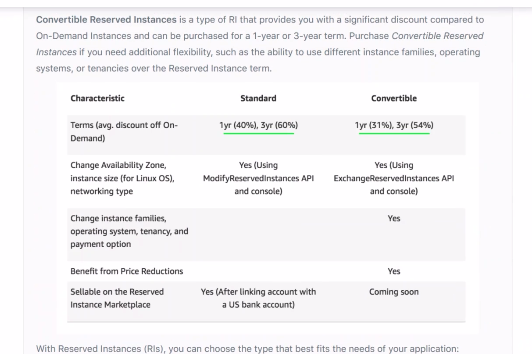 Convertible Reserved Instances is a type of RI that provides you with a significant discount compared to
On-Demand Instances and can be purchased for a 1-year or 3-year term. Purchase Convertible Reserved
Instances if you need additional flexibility, such as the ability to use different instance families, operating
systems, or tenancies over the Reserved Instance term.
Characteristic Standard Convertible
Terms (avg. discount off On-
Demand)
1yr (40%), 3yr (60%)
1yr (31%), 3yr (54%)
Change Availability Zone,
instance size (for Linux OS),
networking type
Yes (Using
ModifyReservedInstances API
and console)
Yes (Using
ExchangeReservedInstances API
and console)
Change instance families,
operating system, tenancy, and
payment option
Yes
Benefit from Price Reductions Yes
Sellable on the Reserved
Instance Marketplace
Yes (After linking account with
a US bank account)
Coming soon
With Reserved Instances (RIs), you can choose the type that best fits the needs of your application: